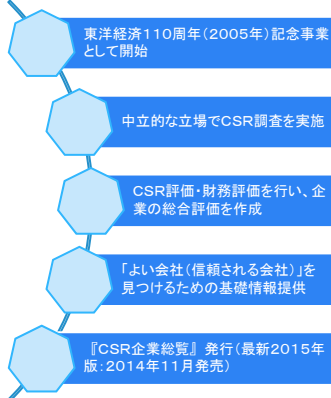 東洋経済110周年(2005年)記念事業
として開始
中立的な立場でCSR調査を実施
CSR評価・財務評価を行い、企
業の総合評価を作成
「よい会社(信頼される会社)」を
見つけるための基礎情報提供
『CSR企業総覧』 発行(最新2015年
版:2014年11月発売)